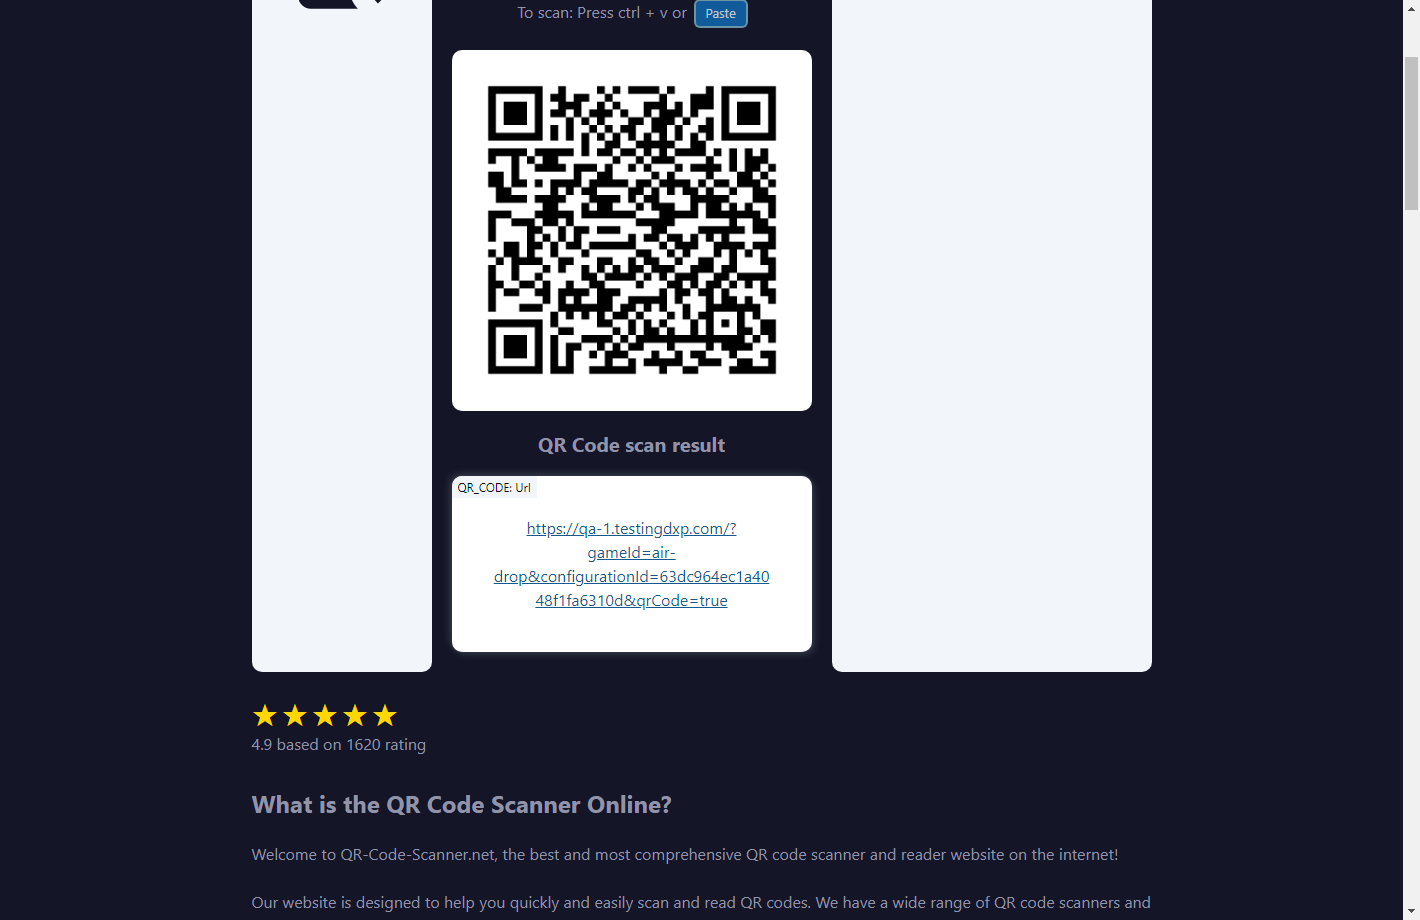 To scan: Press ctrl + v or Paste
QR Code scan result
QR_CODE: Url
https://qa-1.testingdxp.com/?
gameId=air-
drop&configurationId=63dc964ec1a40
48f1fa6310d&qrCode=true
4.9 based on 1620 rating
What is the QR Code Scanner Online?
Welcome to QR-Code-Scanner.net, the best and most comprehensive QR code scanner and reader website on the internet!
Our website is designed to help you quickly and easily scan and read QR codes. We have a wide range of QR code scanners and